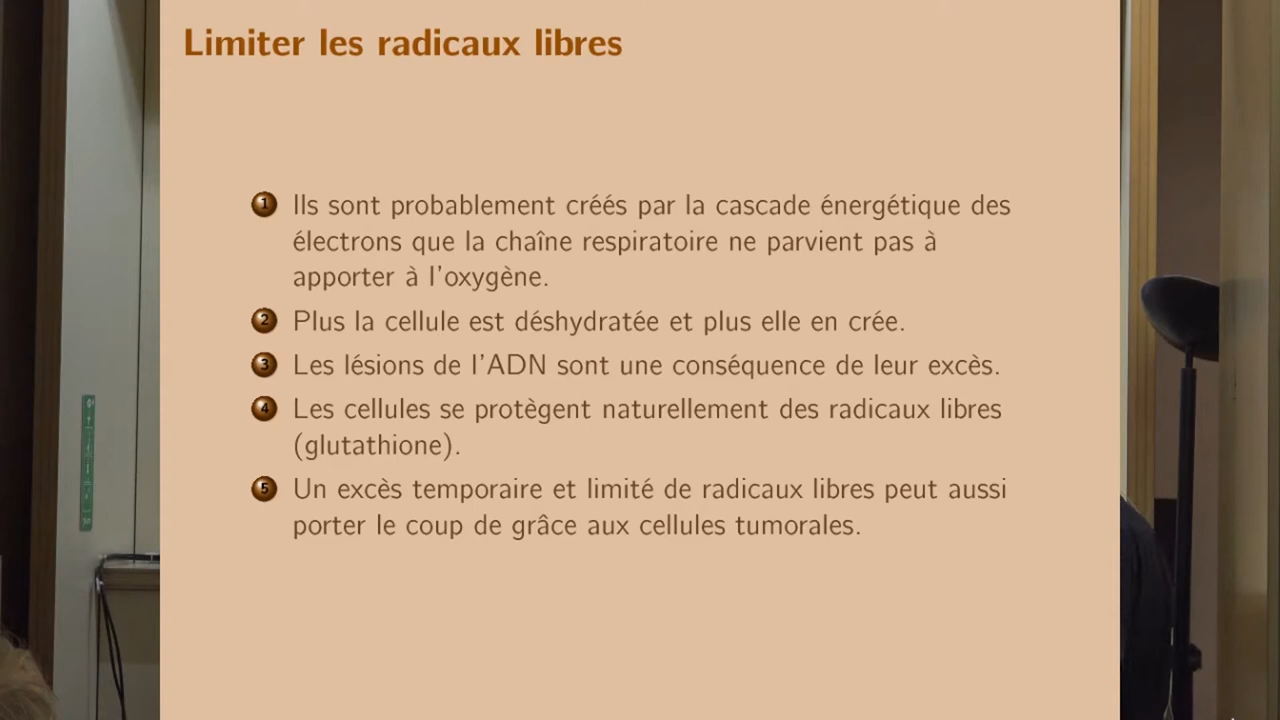 Limiter les radicaux libres
1 Ils sont probablement créés par la cascade énergétique des
électrons que la chaîne respiratoire ne parvient pas à
apporter à l'oxygène.
2 Plus la cellule est déshydratée et plus elle en crée.
3 Les lésions de l'ADN sont une conséquence de leur excès.
4 Les cellules se protègent naturellement des radicaux libres
(glutathione).
5 Un excès temporaire et limité de radicaux libres peut aussi
porter le coup de grâce aux cellules tumorales.